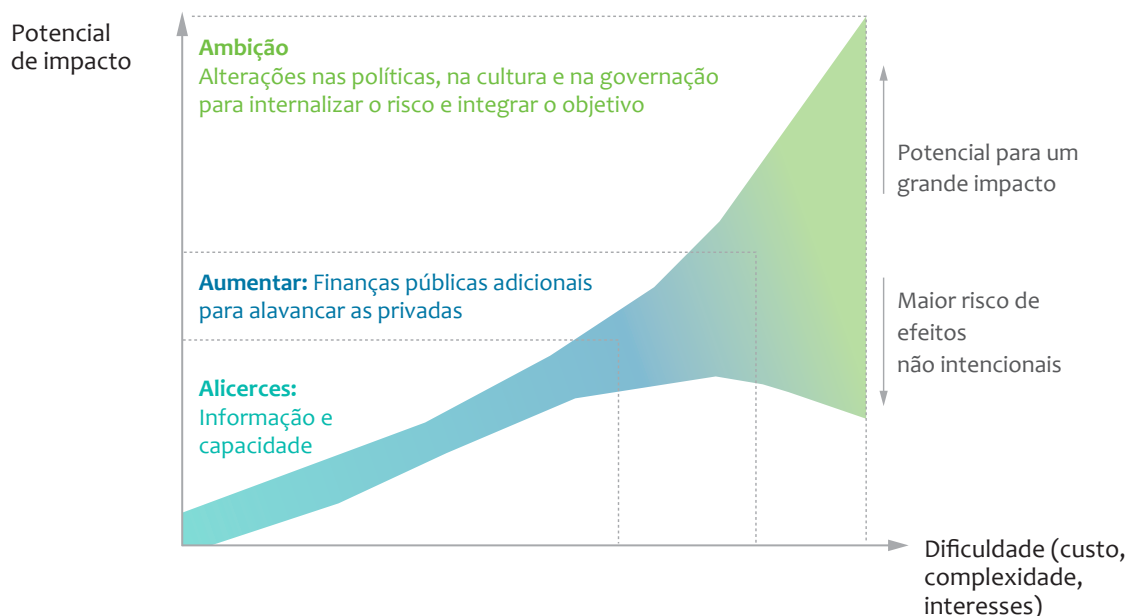 Potencial
de impacto
Ambição
Alterações nas políticas, na cultura e na governação
para internalizar o risco e integrar o objetivo
Potencial para um
grande impacto
Aumentar: Finanças públicas adicionais
para alavancar as privadas
Maior risco de
efeitos
não intencionais
Alicerces:
Informação e
capacidade
Dificuldade (custo,
complexidade,
interesses)